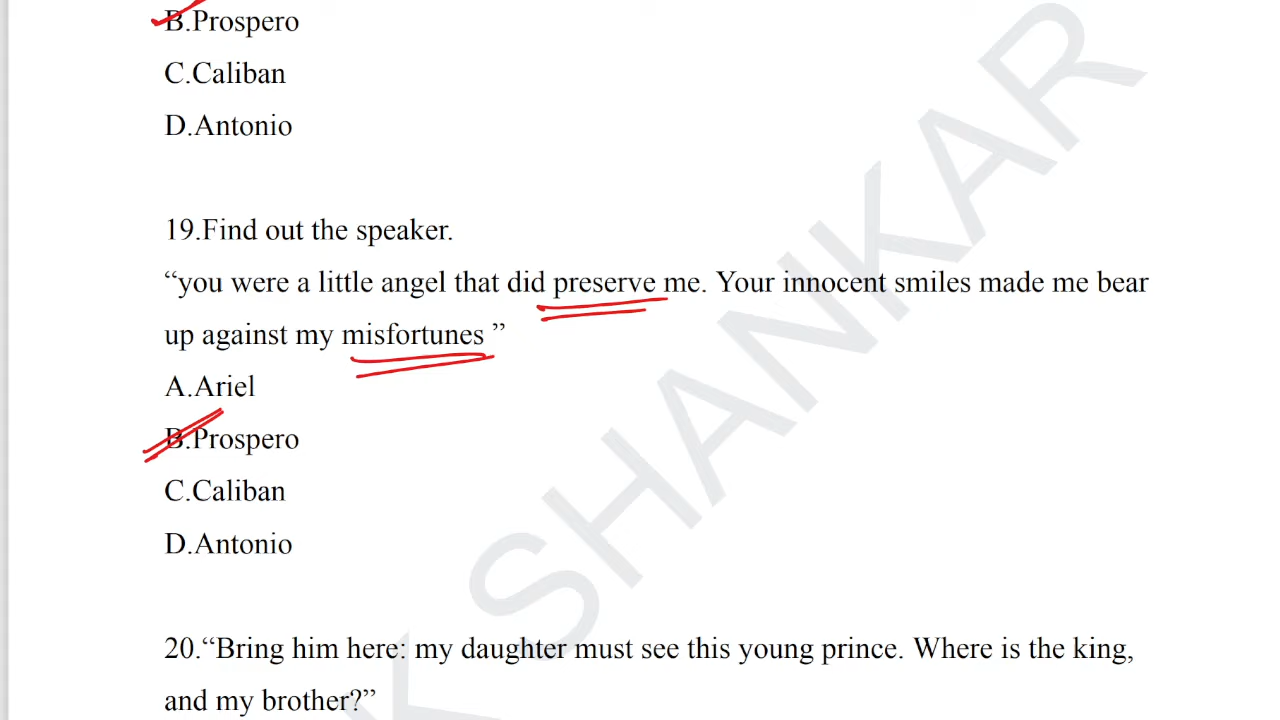 B.Prospero
C.Caliban
D.Antonio
19.Find out the speaker.
“you were a little angel that did preserve me. Your innocent smiles made me bear
up against my misfortunes ”
A.Ariel
B.Prospero
C.Caliban
D.Antonio
20.“Bring him here: my daughter must see this young prince. Where is the king,
and my brother?”
K SHANKAR